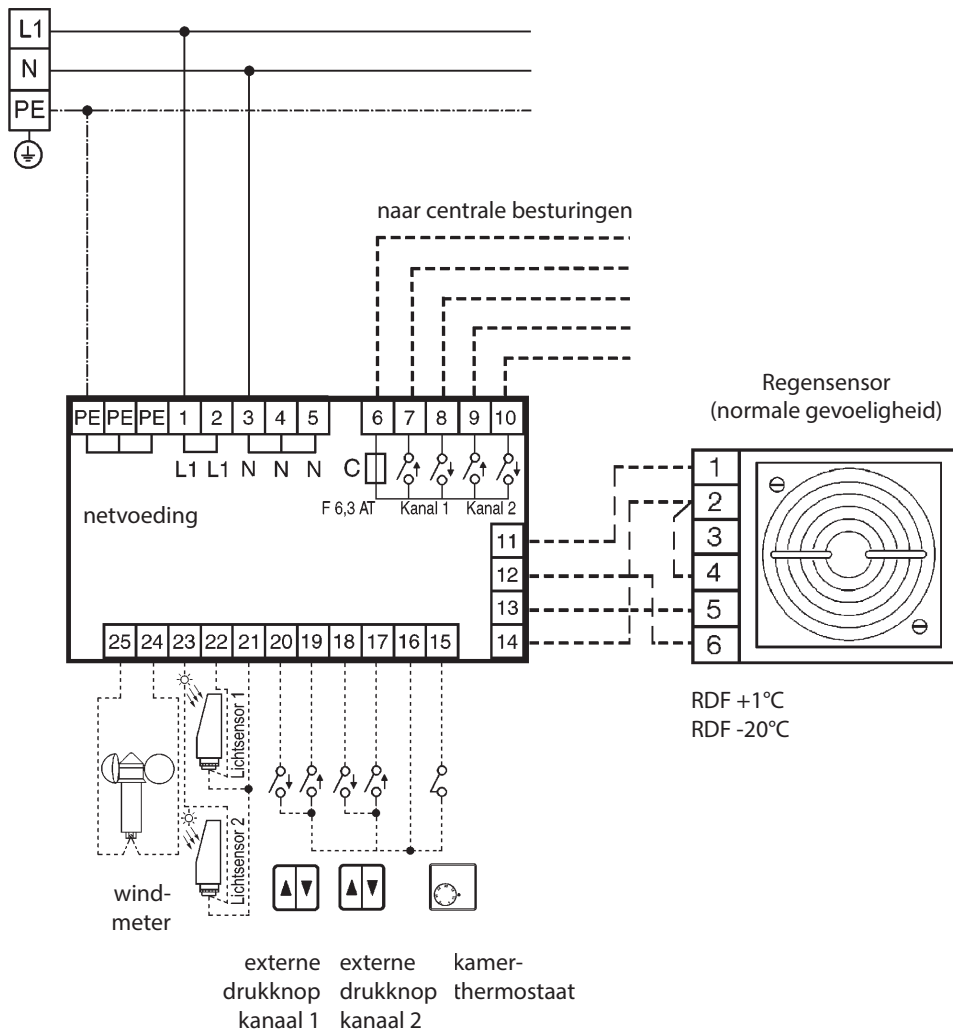 L1
N
PE
naar centrale besturingen
Regensensor
(normale gevoeligheid)
PE PE PE 1 2 3 4 5 6 7 8 9 10
L1 L1 N N N C
F 6,3 AT Kanal 1 Kanal 2
netvoeding
11
12
13
14
1
2
3
4
5
6
25 24 23 22 21 20 19 18 17 16 15
RDF +1°C
RDF -20°C
Lichtsensor 1
Lichtsensor 2
wind-
meter
externe
drukknop
kanaal 1
externe
drukknop
kanaal 2
kamer-
thermostaat